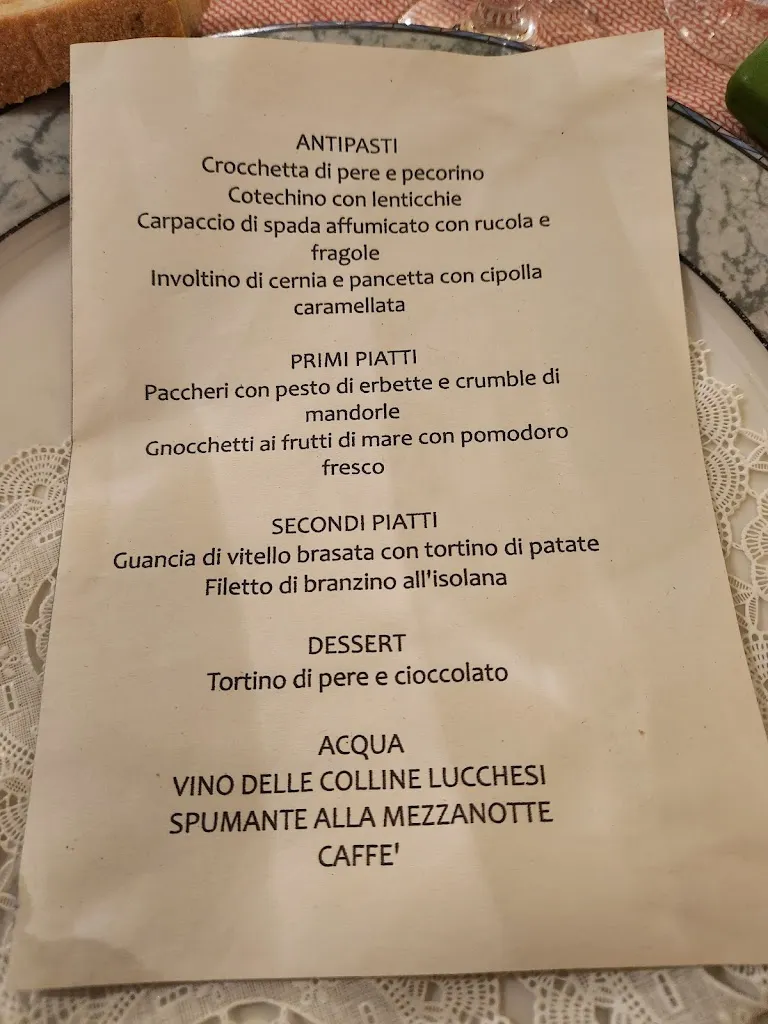 ANTIPASTI
Crocchetta di pere e pecorino
Cotechino con lenticchie
Carpaccio di spada affumicato con rucola e
fragole
Involtino di cernia e pancetta con cipolla
caramellata
PRIMI PIATTI
Paccheri con pesto di erbette e crumble di
mandorle
Gnocchetti ai frutti di mare con pomodoro
fresco
SECONDI PIATTI
Guancia di vitello brasata con tortino di patate
Filetto di branzino all'isolana
DESSERT
Tortino di pere e cioccolato
ACQUA
VINO DELLE COLLINE LUCCHESI
SPUMANTE ALLA MEZZANOTTE
CAFFE'